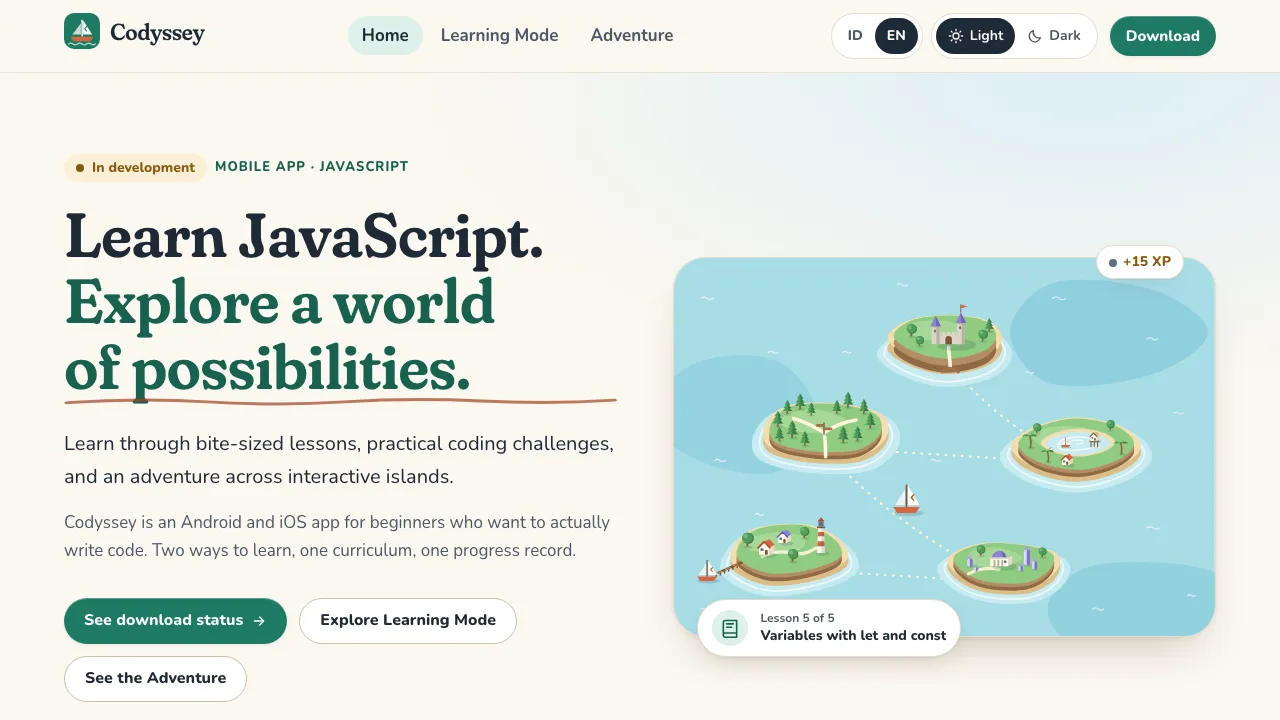 Codyssey
Home
Learning Mode
Adventure
ID
EN
Light
Dark
Download
In development
MOBILE APP · JAVASCRIPT
Learn JavaScript.
Explore a world
of possibilities.
Learn through bite-sized lessons, practical coding challenges,
and an adventure across interactive islands.
Codyssey is an Android and iOS app for beginners who want to actually
write code. Two ways to learn, one curriculum, one progress record.
See download status →
Explore Learning Mode
See the Adventure
+15 XP
Lesson 5 of 5
Variables with let and const